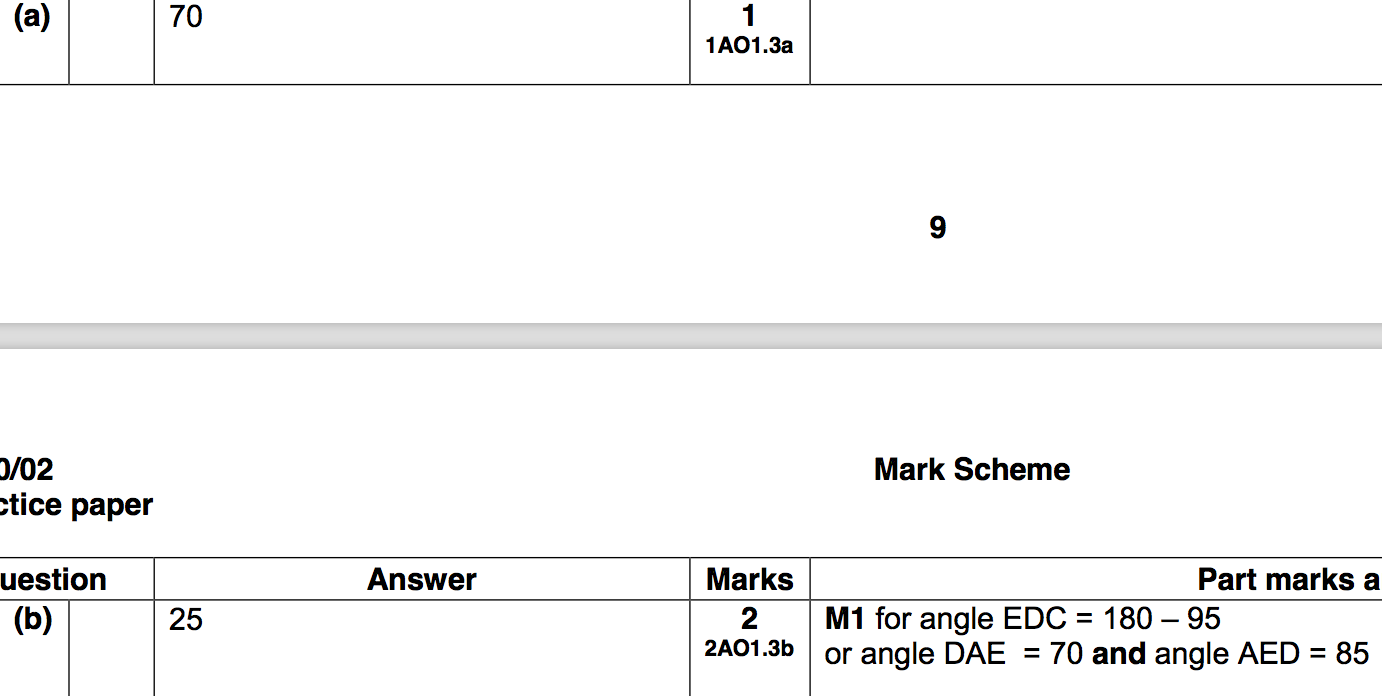 (a) 70 1
1AO1.3a
9
0/02 Mark Scheme
ctice paper
uestion Answer Marks Part marks a
(b) 25 2 M1 for angle EDC = 180 – 95
2AO1.3b or angle DAE = 70 and angle AED = 85